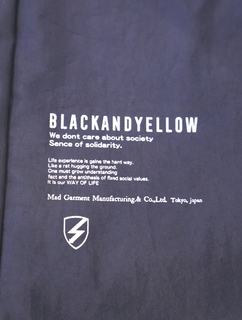 BLACKANDYELLOW
We dont care about society
Sence of solidarity.
Life experience is gains the hard way.
Like a rat hugging the ground.
One must grow understanding
fact and the antithesis of fixed social values.
It is our WAY OF LIFE
Mad Garment Manufacturing.& Co.,Ltd. Tokyo, japan